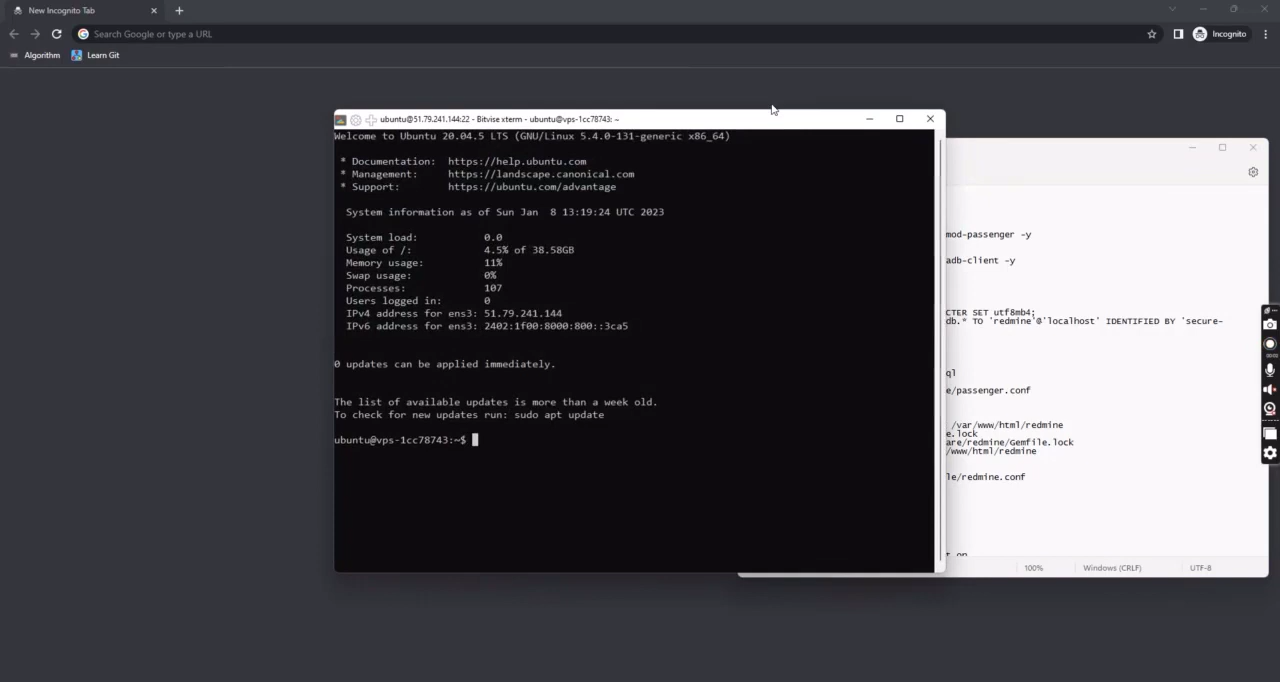 New Incognito Tab
Search Google or type a URL
Incognito
Algorithm
Learn Git
ubuntu@51.79.241.144:22 - Bitvise xterm - ubuntu@vps-1cc78743: ~
Welcome to Ubuntu 20.04.5 LTS (GNU/Linux 5.4.0-131-generic x86_64)
* Documentation: https://help.ubuntu.com
* Management: https://landscape.canonical.com
* Support: https://ubuntu.com/advantage
System information as of Sun Jan 8 13:19:24 UTC 2023
System load: 0.0
Usage of /: 4.5% of 38.58GB
Memory usage: 11%
Swap usage: 0%
Processes: 107
Users logged in: 0
IPv4 address for ens3: 51.79.241.144
IPv6 address for ens3: 2402:1f00:8000:800::3ca5
0 updates can be applied immediately.
The list of available updates is more than a week old.
To check for new updates run: sudo apt update
ubuntu@vps-1cc78743:~$
mod-passenger -y
adb-client -y
CTER SET utf8mb4;
db.* TO 'redmine'@'localhost' IDENTIFIED BY 'secure-
ql
e/passenger.conf
/var/www/html/redmine
e.lock
are/redmine/Gemfile.lock
/www/html/redmine
le/redmine.conf
t on
100%
Windows (CRLF)
UTF-8